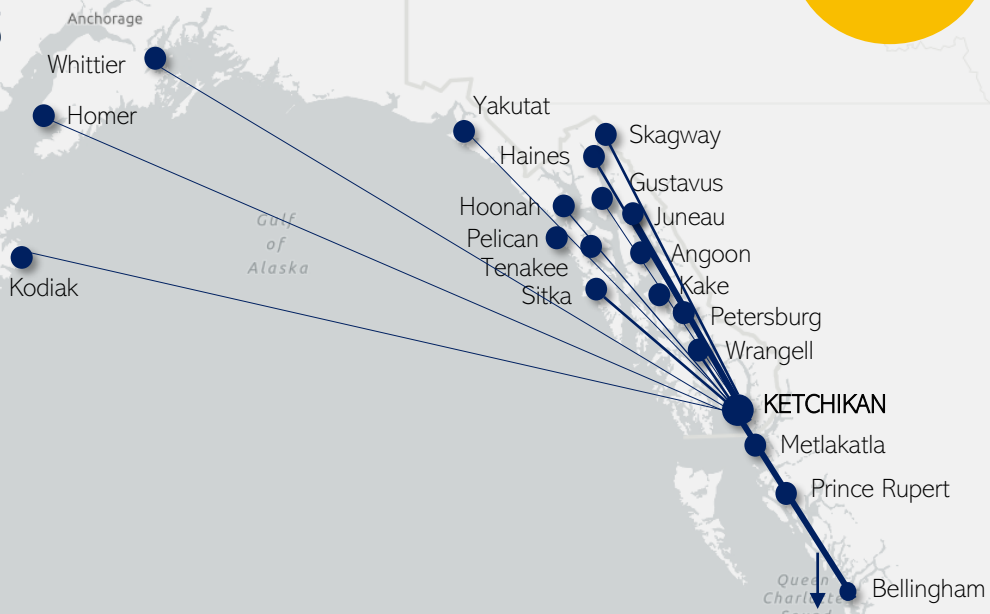 Anchorage
Whittier
Homer
Yakutat
Skagway
Haines
Gustavus
Hoonah
Juneau
Gulf
of
Alaska
Pelican
Angoon
Tenakee
Kodiak
Sitka
Kake
Petersburg
Wrangell
KETCHIKAN
Metlakatla
Prince Rupert
Queen
Charlotte
Sound
Bellingham